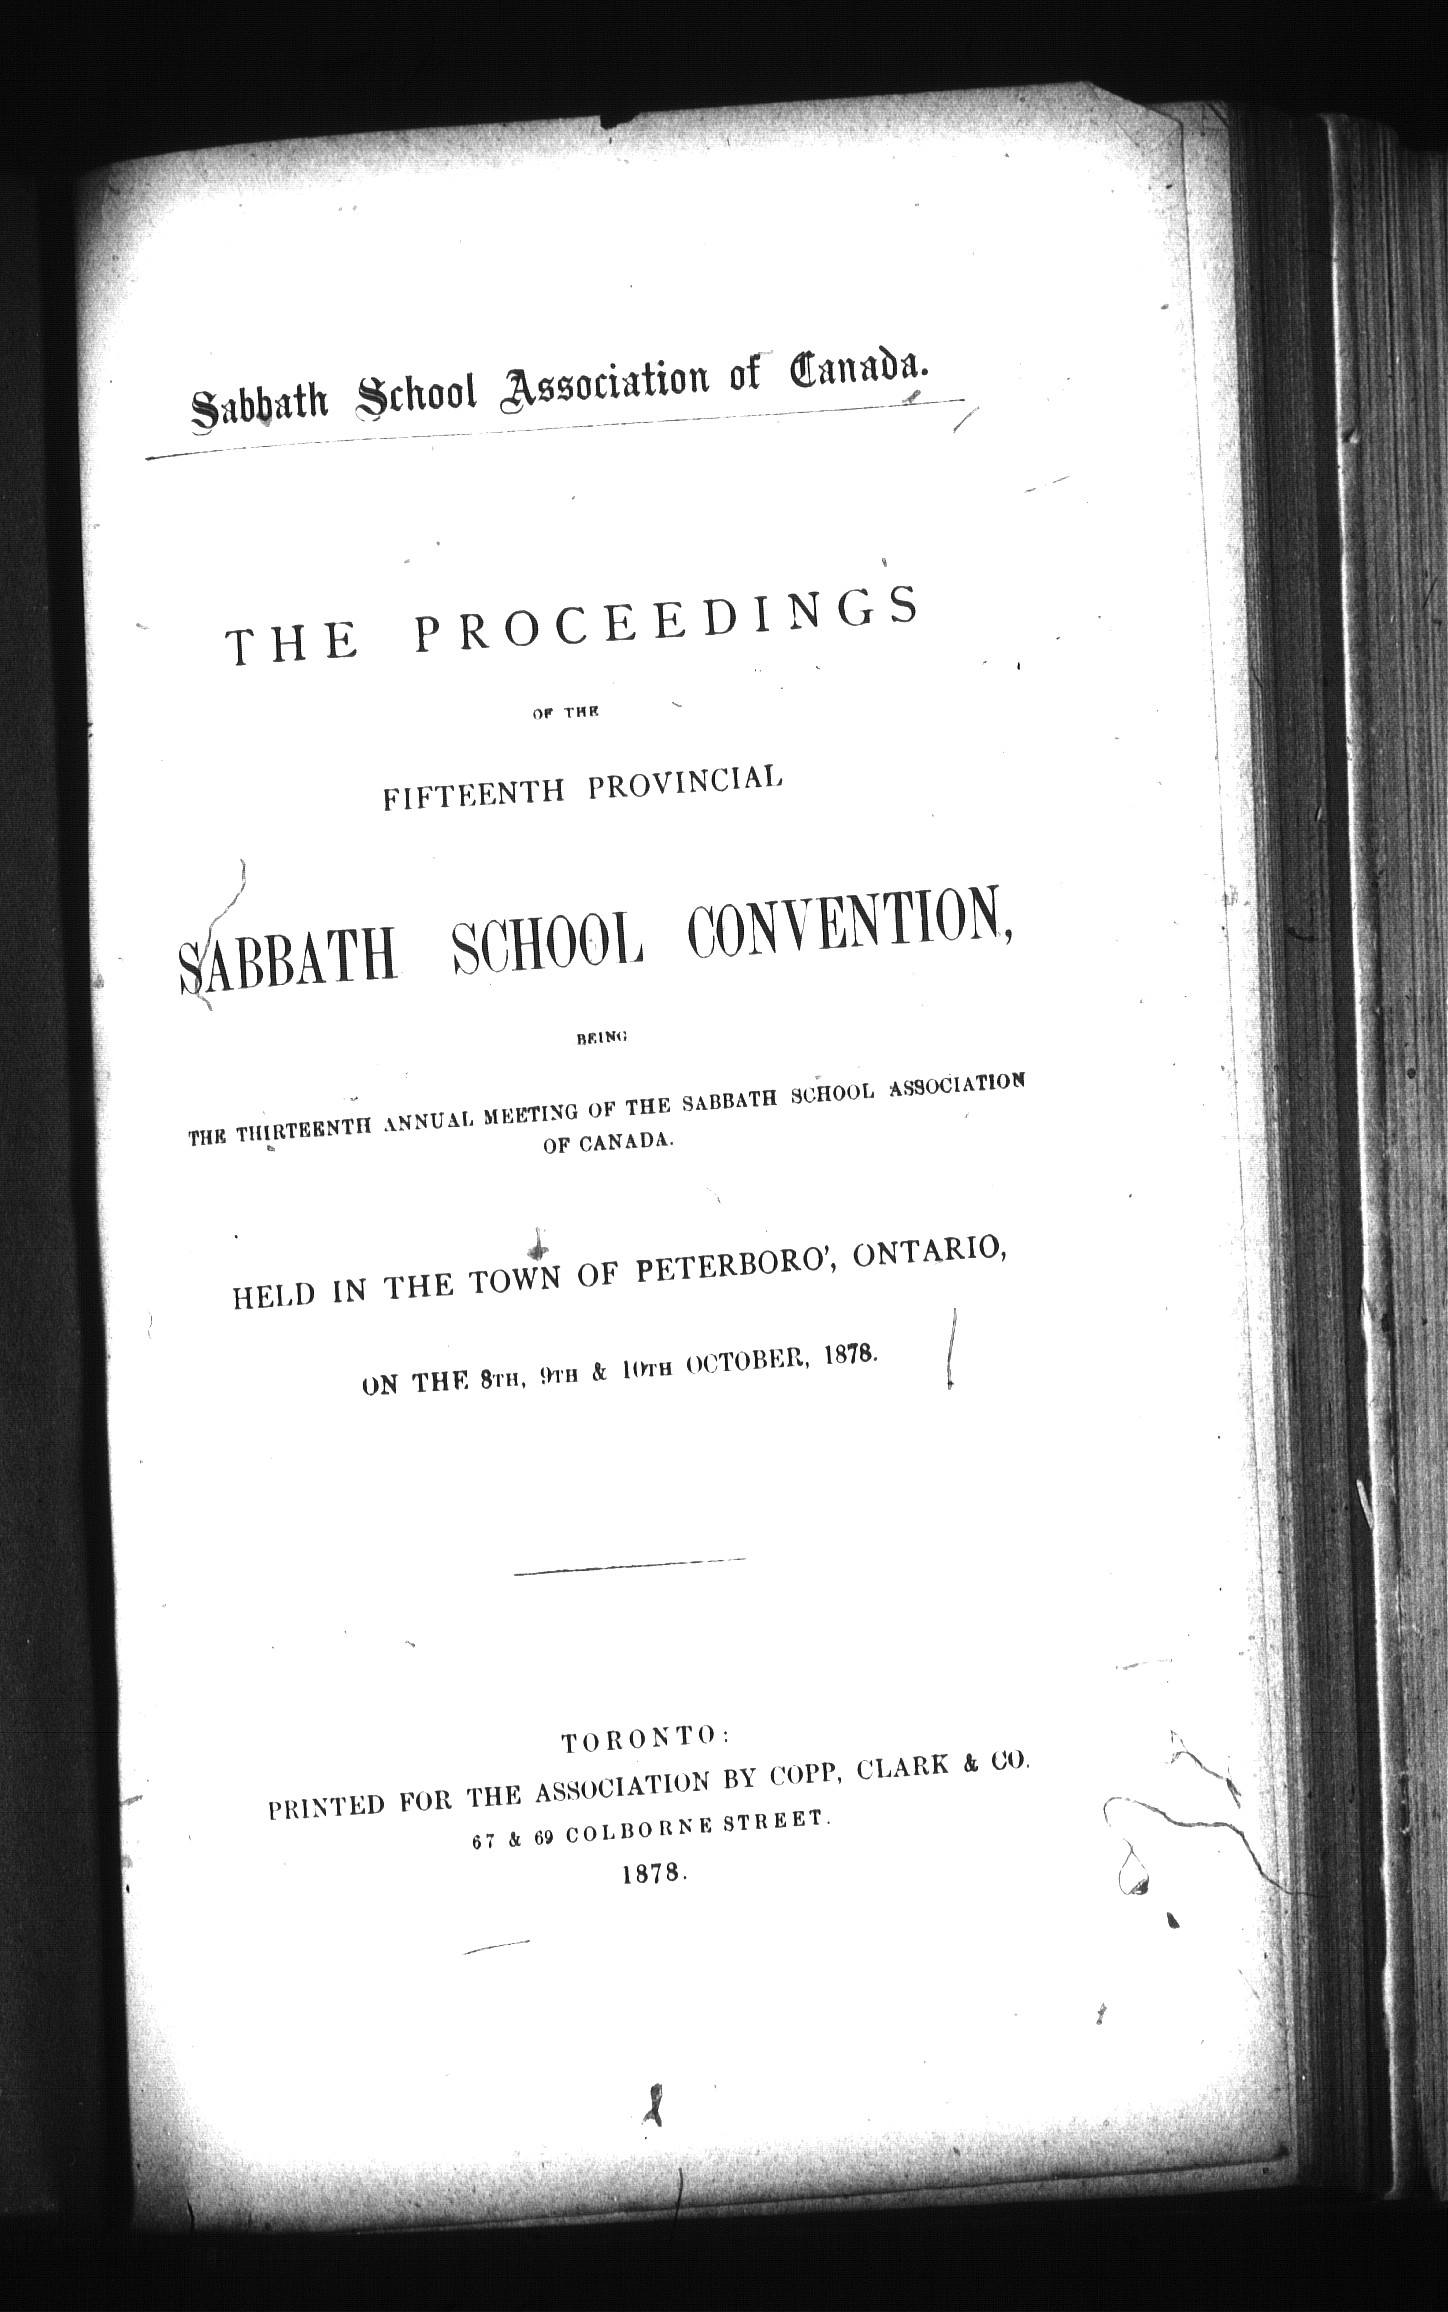 Sabbath School Association of Canada.
THE PROCEEDINGS
OF THE
FIFTEENTH PROVINCIAL
SABBATH SCHOOL CONVENTION,
BEING
THE THIRTEENTH ANNUAL MEETING OF THE SABBATH SCHOOL ASSOCIATION
OF CANADA.
HELD IN THE TOWN OF PETERBORO', ONTARIO,
ON THE 8TH, 9TH & 10TH OCTOBER, 1878.
TORONTO:
PRINTED FOR THE ASSOCIATION BY COPP, CLARK & CO.
67 & 69 COLBORNE STREET.
1878.